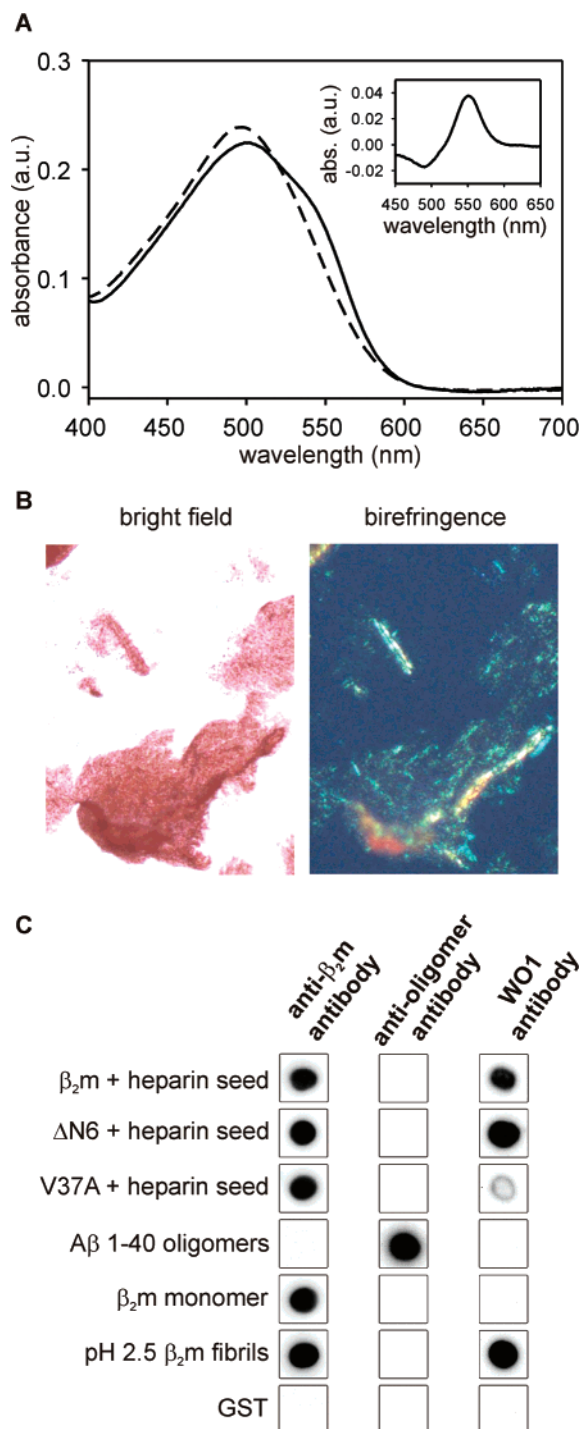 A
0.3
0.2
0.1
0.0
absorbance (a.u.)
400 450 500 550 600 650 700
wavelength (nm)
0.04
0.02
0.00
-0.02
abs. (a.u.)
450 500 550 600 650
wavelength (nm)
B
bright field birefringence
C
anti-β₂m
antibody
anti-oligomer
antibody
WO1
antibody
β₂m + heparin seed
ΔN6 + heparin seed
V37A + heparin seed
Aβ 1-40 oligomers
β₂m monomer
pH 2.5 β₂m fibrils
GST